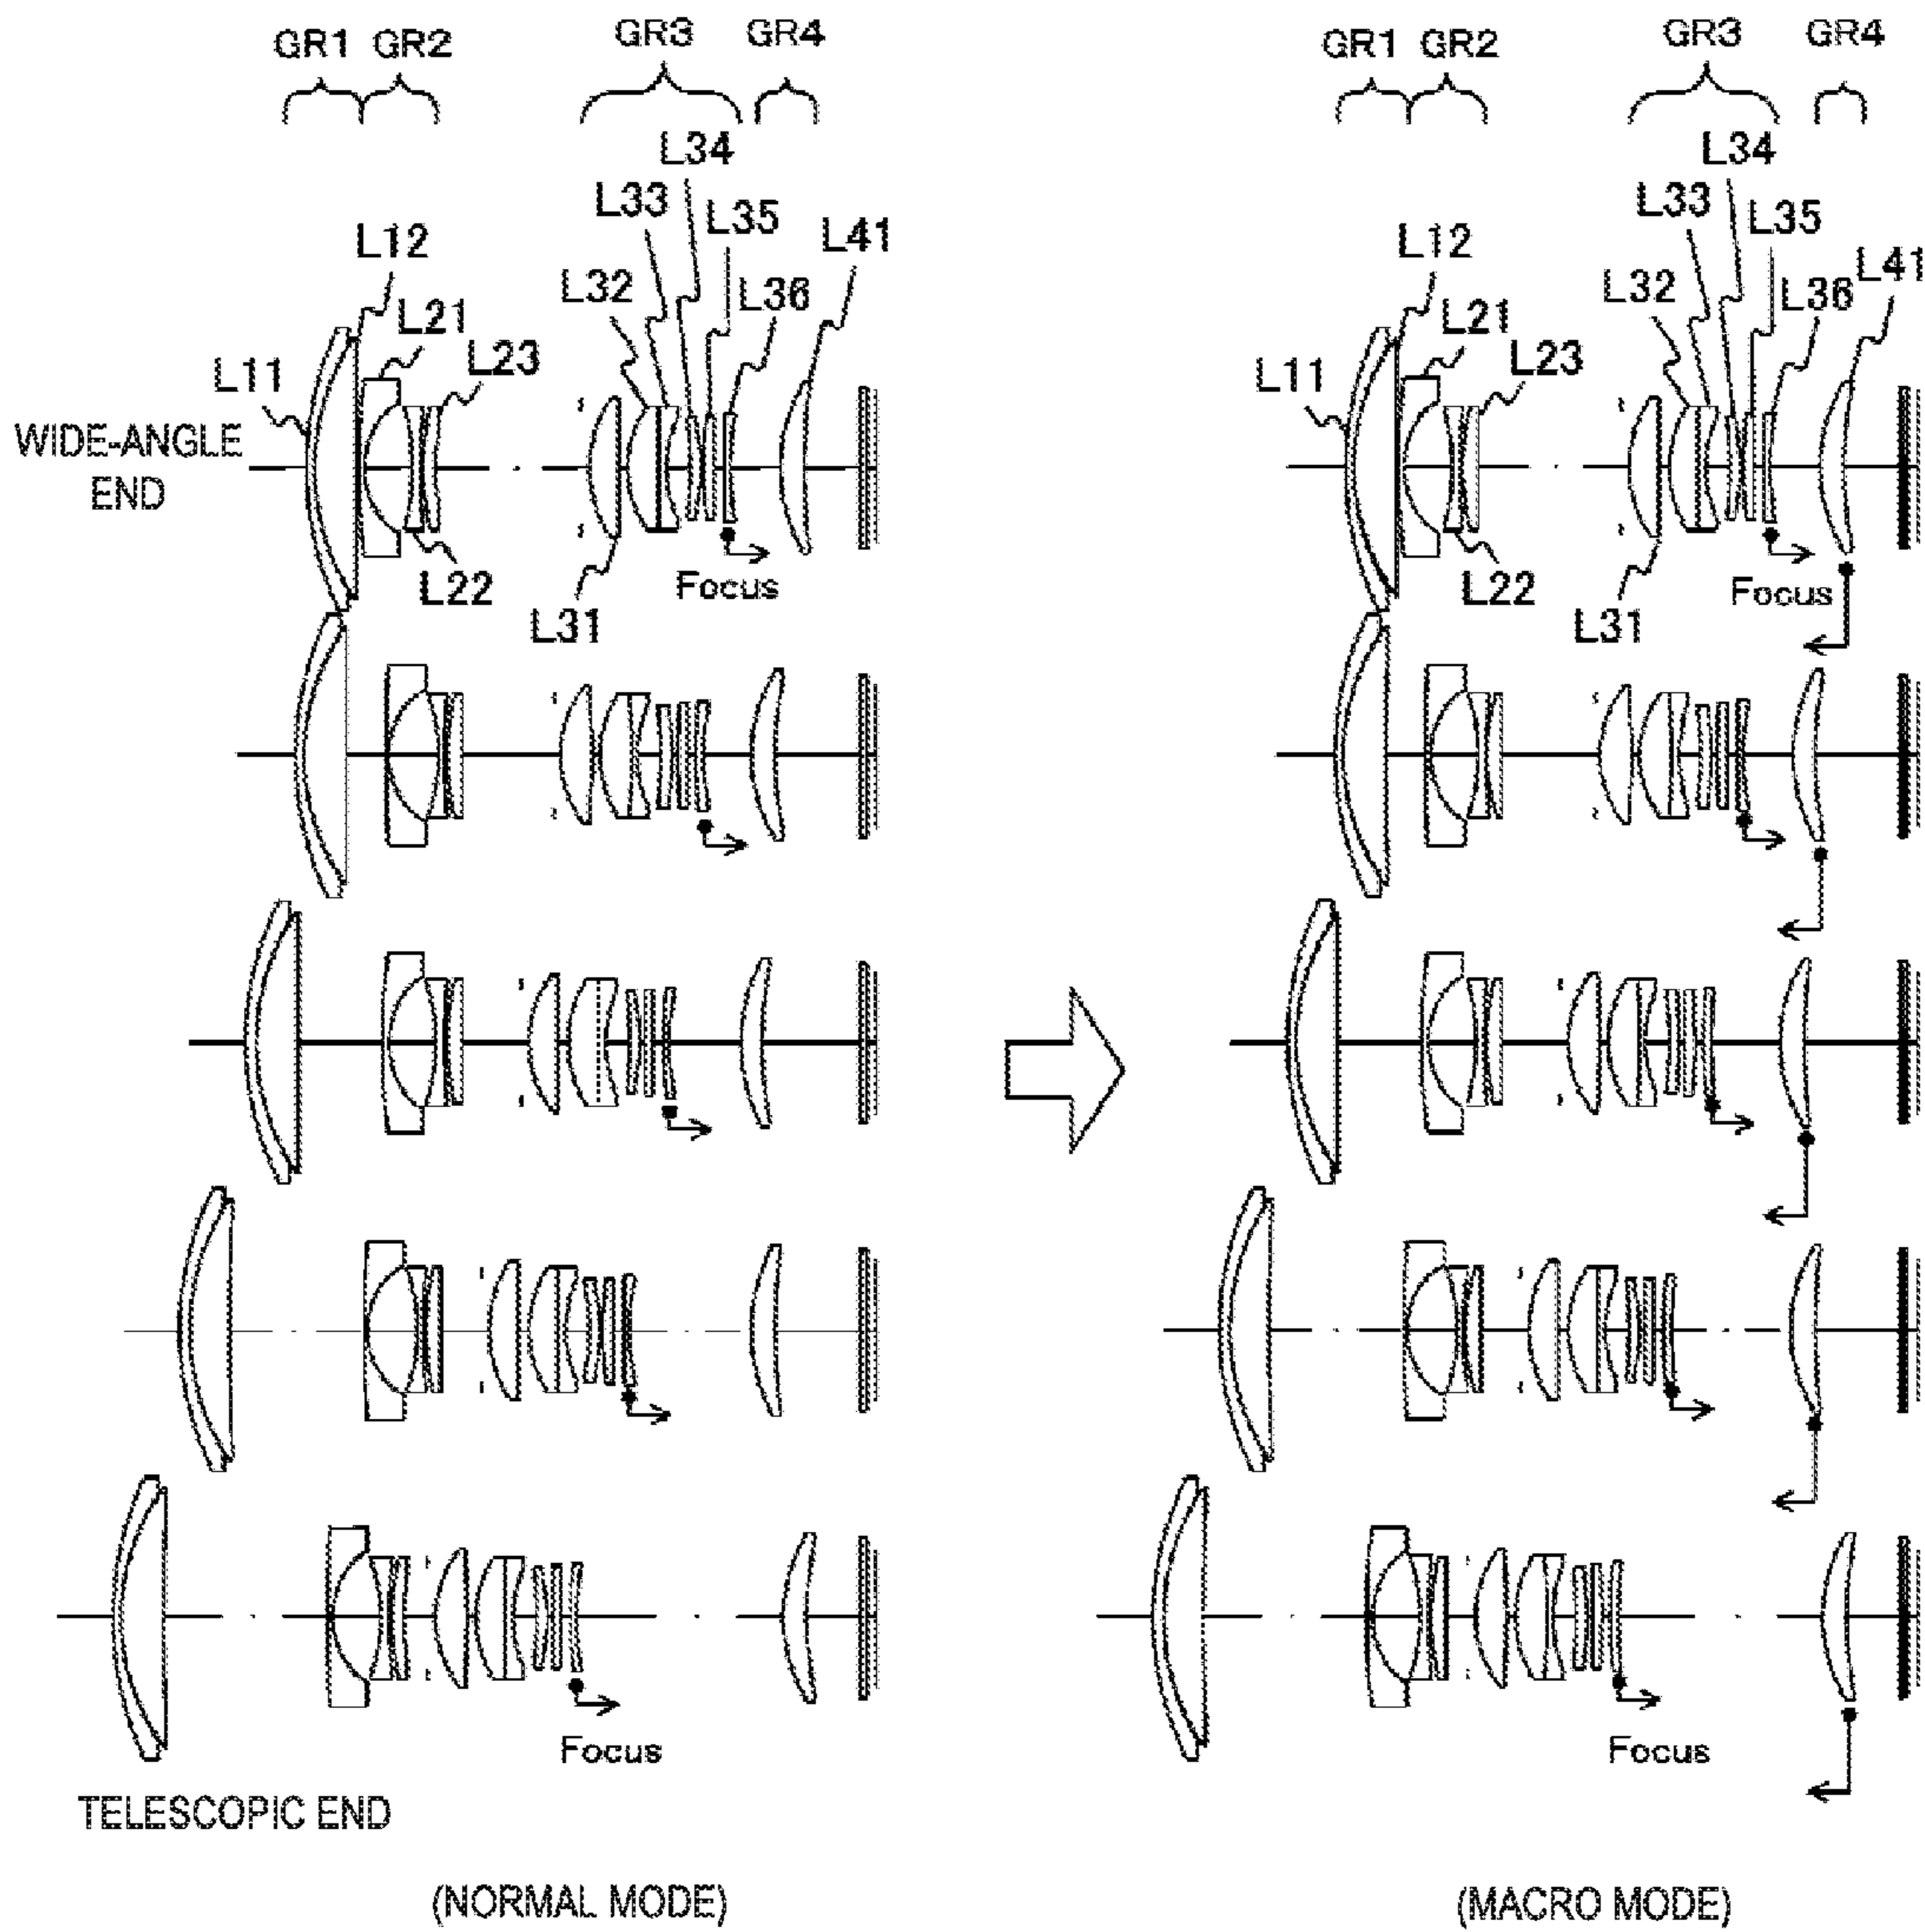 GR1 GR2 GR3 GR4 GR1 GR2 GR3 GR4
L34 L34
L33 L33
L35 L35
L12 L41 L12 L41
L32 L36 L32 L36
L21 L21
L11 L23 L11 L23
WIDE-ANGLE
END
L22 Focus L22 Focus
L31 L31
Focus Focus
TELESCOPIC END
(NORMAL MODE) (MACRO MODE)